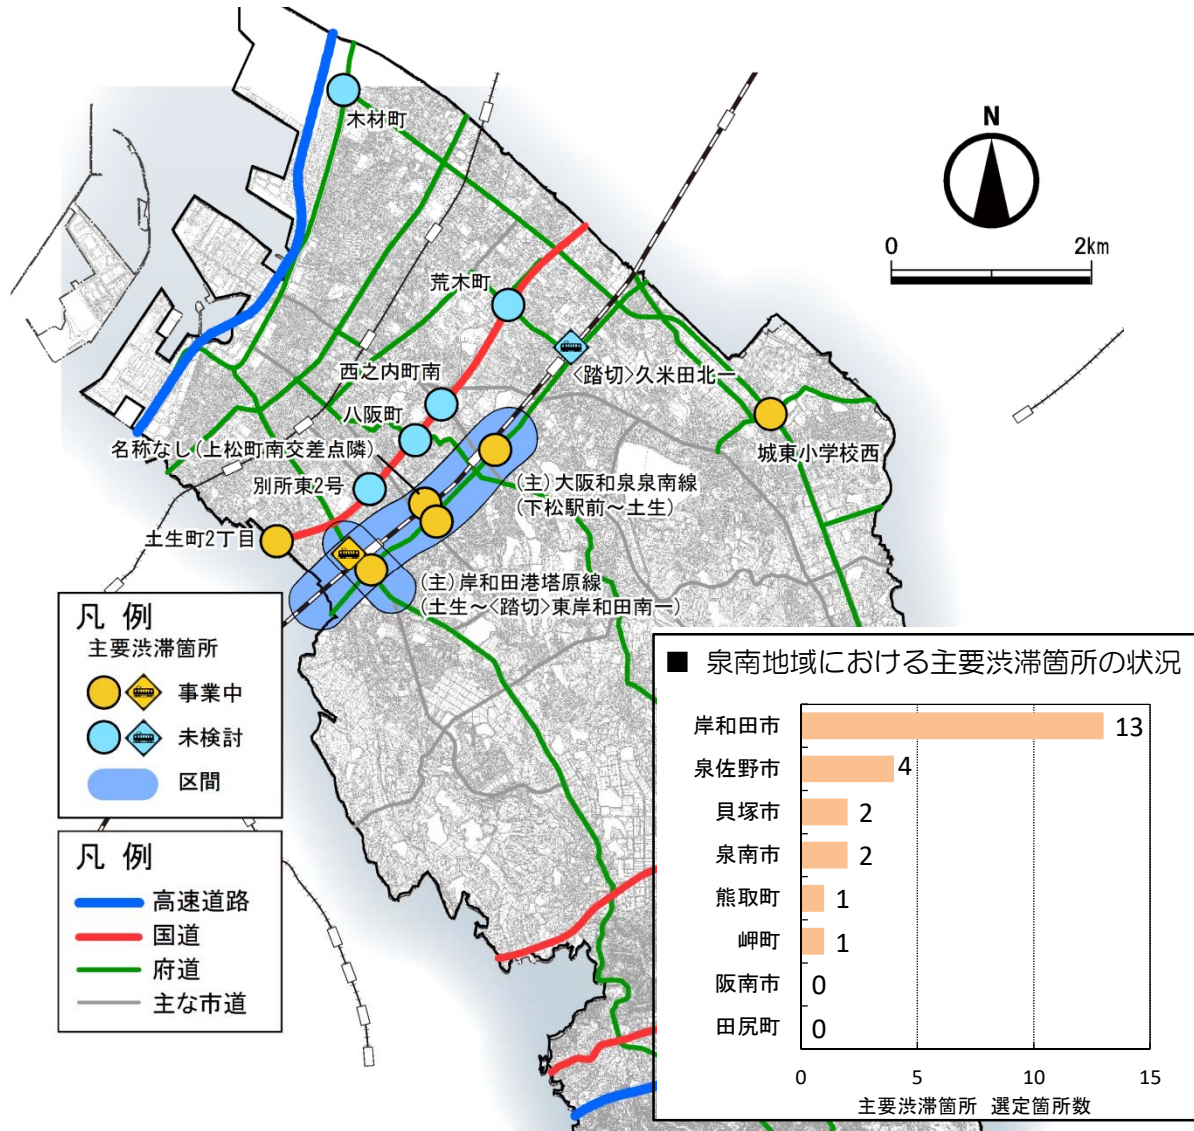 N
0 2km
木材町
荒木町
<踏切>久米田北一
西之内町南
八阪町
名称なし(上松町南交差点隣)
別所東2号
土生町2丁目
城東小学校西
(主)大阪和泉泉南線
(下松駅前～土生)
(主)岸和田港塔原線
(土生～<踏切>東岸和田南一)
凡 例
主要渋滞箇所
事業中
未検討
区間
凡 例
高速道路
国道
府道
主な市道
■ 泉南地域における主要渋滞箇所の状況
岸和田市 13
泉佐野市 4
貝塚市 2
泉南市 2
熊取町 1
岬町 1
阪南市 0
田尻町 0
0 5 10 15
主要渋滞箇所 選定箇所数